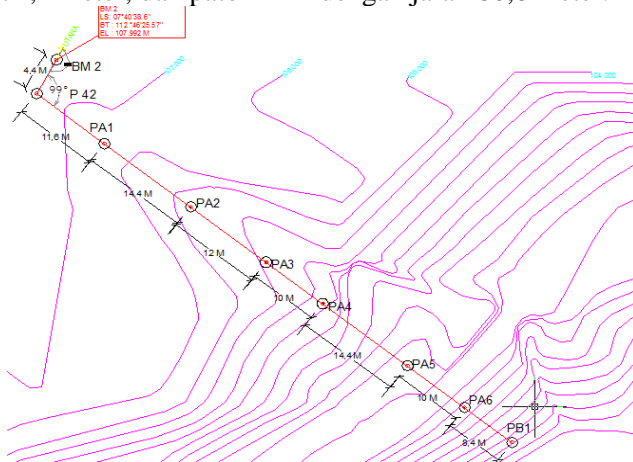 BM 2
LS: 07°40'38.6"
BT : 112°46'25.57"
EL : 107.992 M
4,4 M
BM 2
99°
P 42
107.000
104.000
PA1
11,6 M
14.4 M
PA2
12 M
PA3
10 M
PA4
14.4 M
PA5
10 M
PA6
8,4 M
PB1